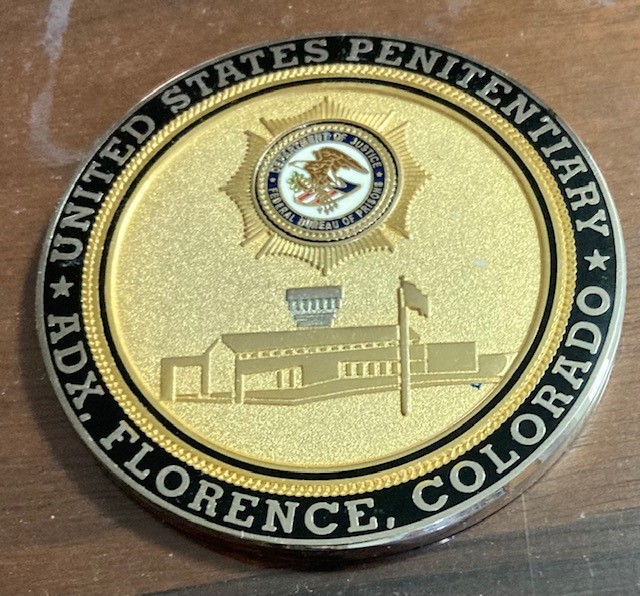 UNITED STATES PENITENTIARY
ADX, FLORENCE, COLORADO
DEPARTMENT OF JUSTICE
FEDERAL BUREAU OF PRISONS